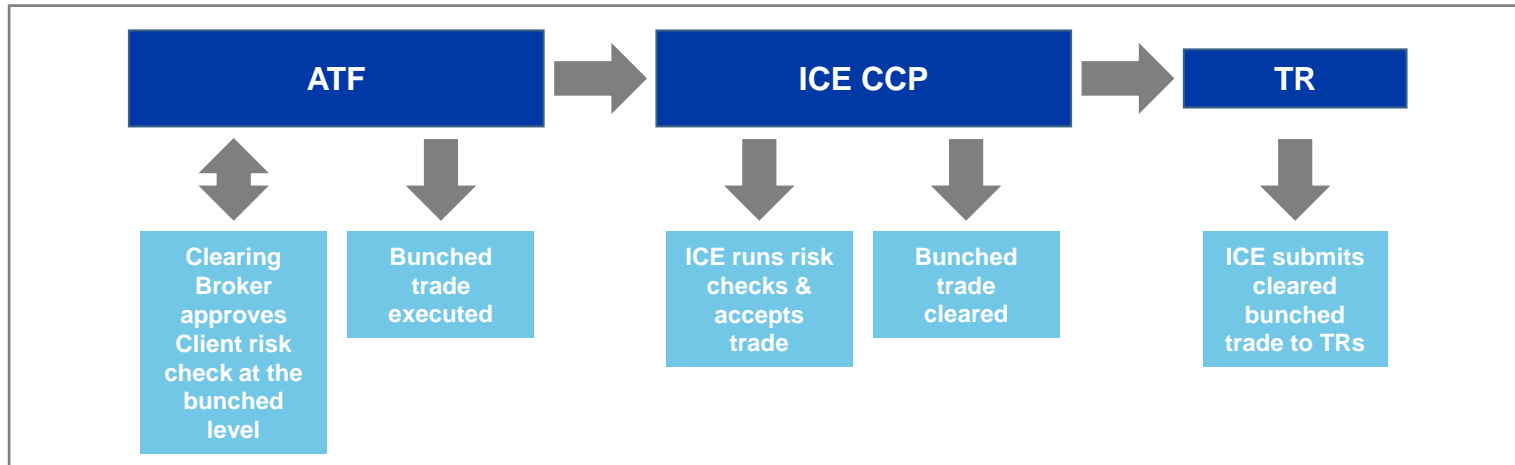 ATF
ICE CCP
TR
Clearing
Broker
approves
Client risk
check at the
bunched
level
Bunched
trade
executed
ICE runs risk
checks &
accepts
trade
Bunched
trade
cleared
ICE submits
cleared
bunched
trade to TRs